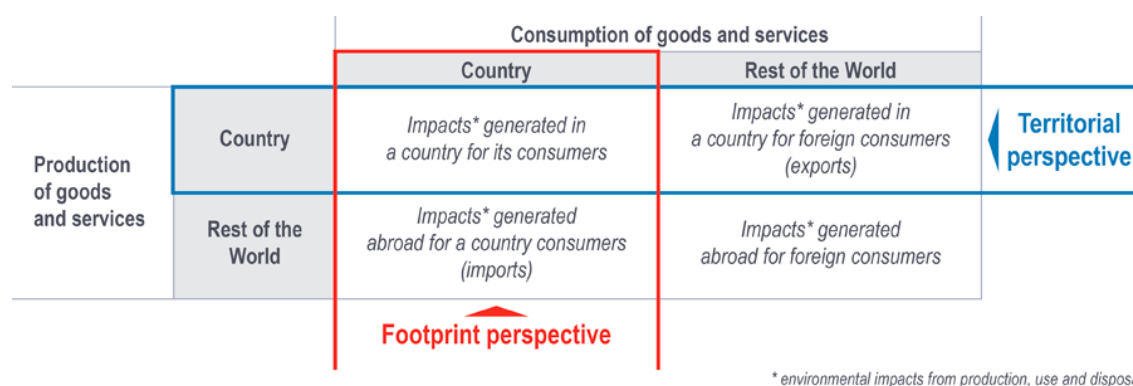 Consumption of goods and services
Country
Rest of the World
Production
of goods
and services
Country
Impacts* generated in
a country for its consumers
Impacts* generated in
a country for foreign consumers
(exports)
Territorial
perspective
Rest of the
World
Impacts* generated
abroad for a country consumers
(imports)
Impacts* generated
abroad for foreign consumers
Footprint perspective
* environmental impacts from production, use and disposa